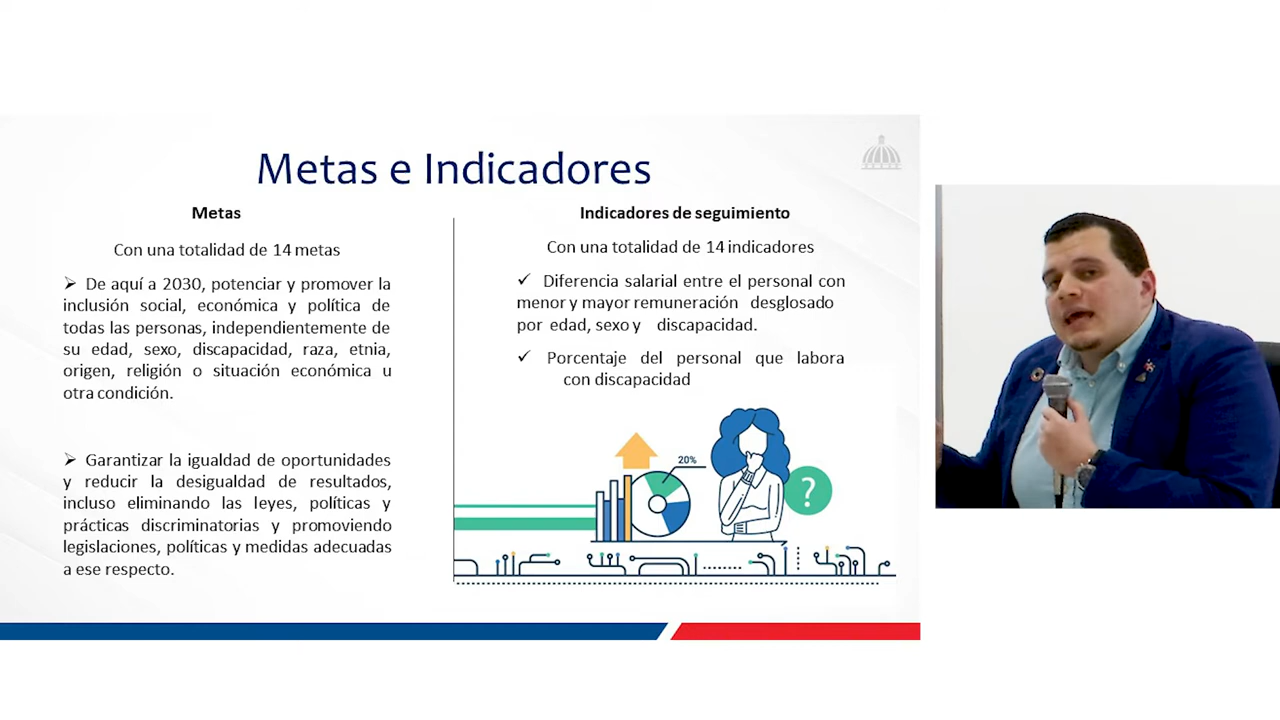 Metas e Indicadores
Metas
Con una totalidad de 14 metas
➢ De aquí a 2030, potenciar y promover la
inclusión social, económica y política de
todas las personas, independientemente de
su edad, sexo, discapacidad, raza, etnia,
origen, religión o situación económica u
otra condición.
➢ Garantizar la igualdad de oportunidades
y reducir la desigualdad de resultados,
incluso eliminando las leyes, políticas y
prácticas discriminatorias y promoviendo
legislaciones, políticas y medidas adecuadas
a ese respecto.
Indicadores de seguimiento
Con una totalidad de 14 indicadores
✓ Diferencia salarial entre el personal con
menor y mayor remuneración desglosado
por edad, sexo y discapacidad.
✓ Porcentaje del personal que labora
con discapacidad
20%
?